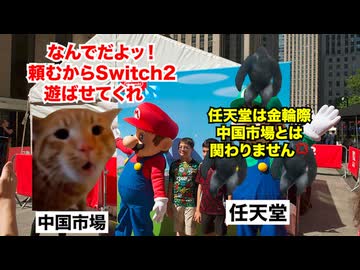 なんでだよッ!
頼むからSwitch2
遊ばせてくれ
任天堂は金輪際
中国市場とは
関わりません
中国市場
任天堂